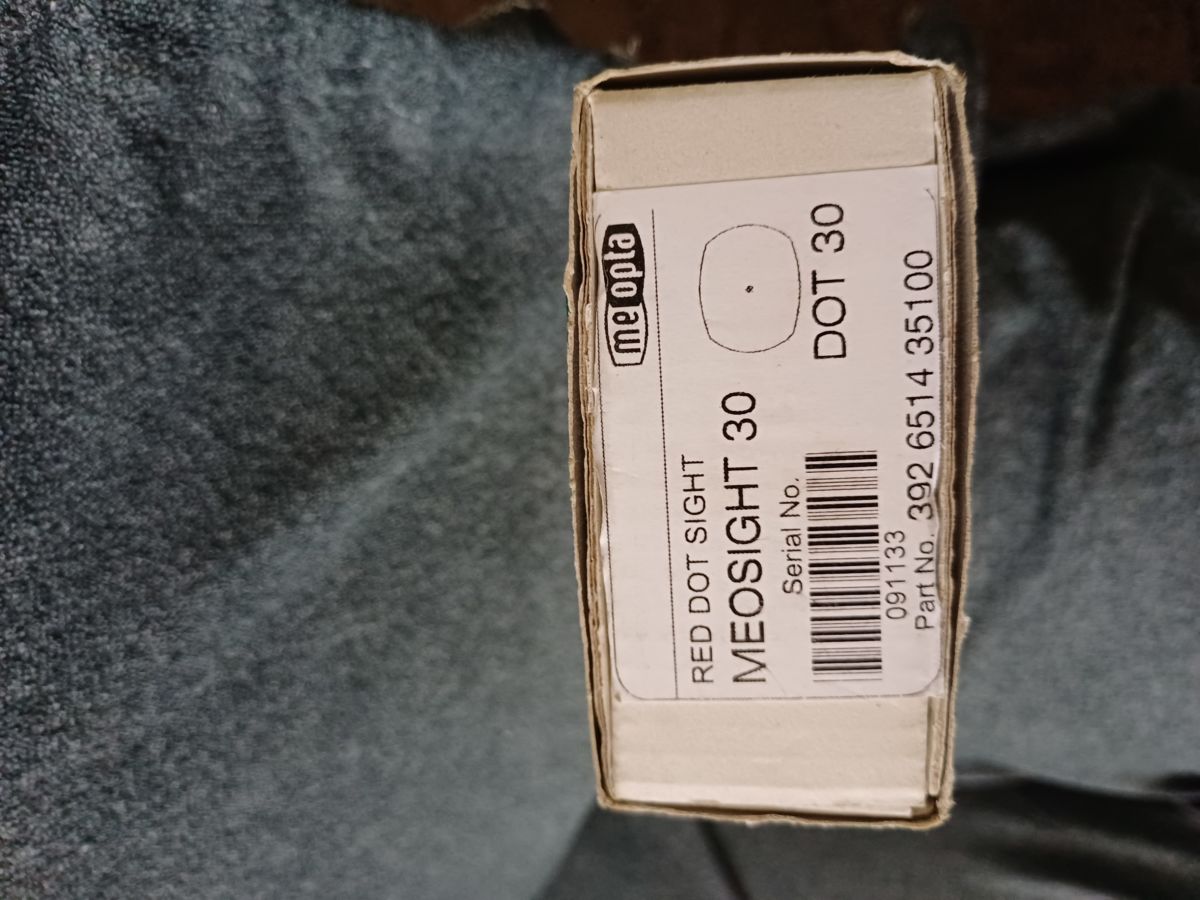 meopta
RED DOT SIGHT
MEOSIGHT 30
Serial No.
091133
DOT 30
Part No. 392 6514 35100